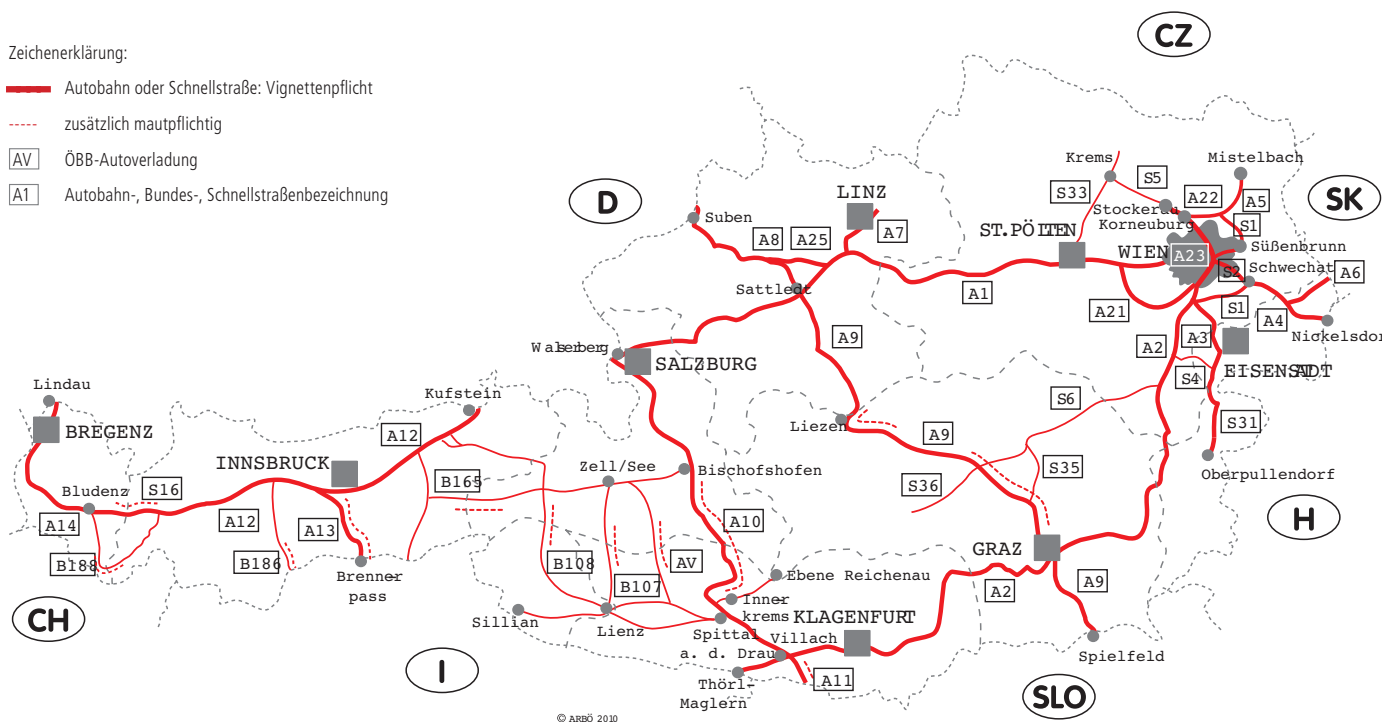 CZ
Zeichenerklärung:
Autobahn oder Schnellstraße: Vignettenpflicht
zusätzlich mautpflichtig
AV ÖBB-Autoverladung
A1 Autobahn-, Bundes-, Schnellstraßenbezeichnung
D
SK
Krems
Mistelbach
S33
S5
A22
A5
Stockerau
Korneuburg
S1
LINZ
Suben
A8
A25
A7
ST.PÖLTEN
WIEN
A23
Süßenbrunn
S2
Schwechat
A6
Sattledt
A1
A21
S1
A4
Nickelsdor
A9
A2
A3
Walserberg
SALZBURG
EISENSTADT
S4
Lindau
Kufstein
S6
BREGENZ
A12
Liezen
A9
S31
INNSBRUCK
Zell/See
Bischofshofen
S35
Oberpullendorf
Bludenz
S16
B165
S36
A14
A12
A13
A10
H
B188
B186
Brenner
pass
B108
B107
AV
GRAZ
Ebene Reichenau
A9
A2
CH
Inner
krems
KLAGENFURT
Sillian
Lienz
Spittal
a. d. Drau
Villach
Spielfeld
I
Thörl-
Maglern
A11
SLO
© ARBÖ 2010